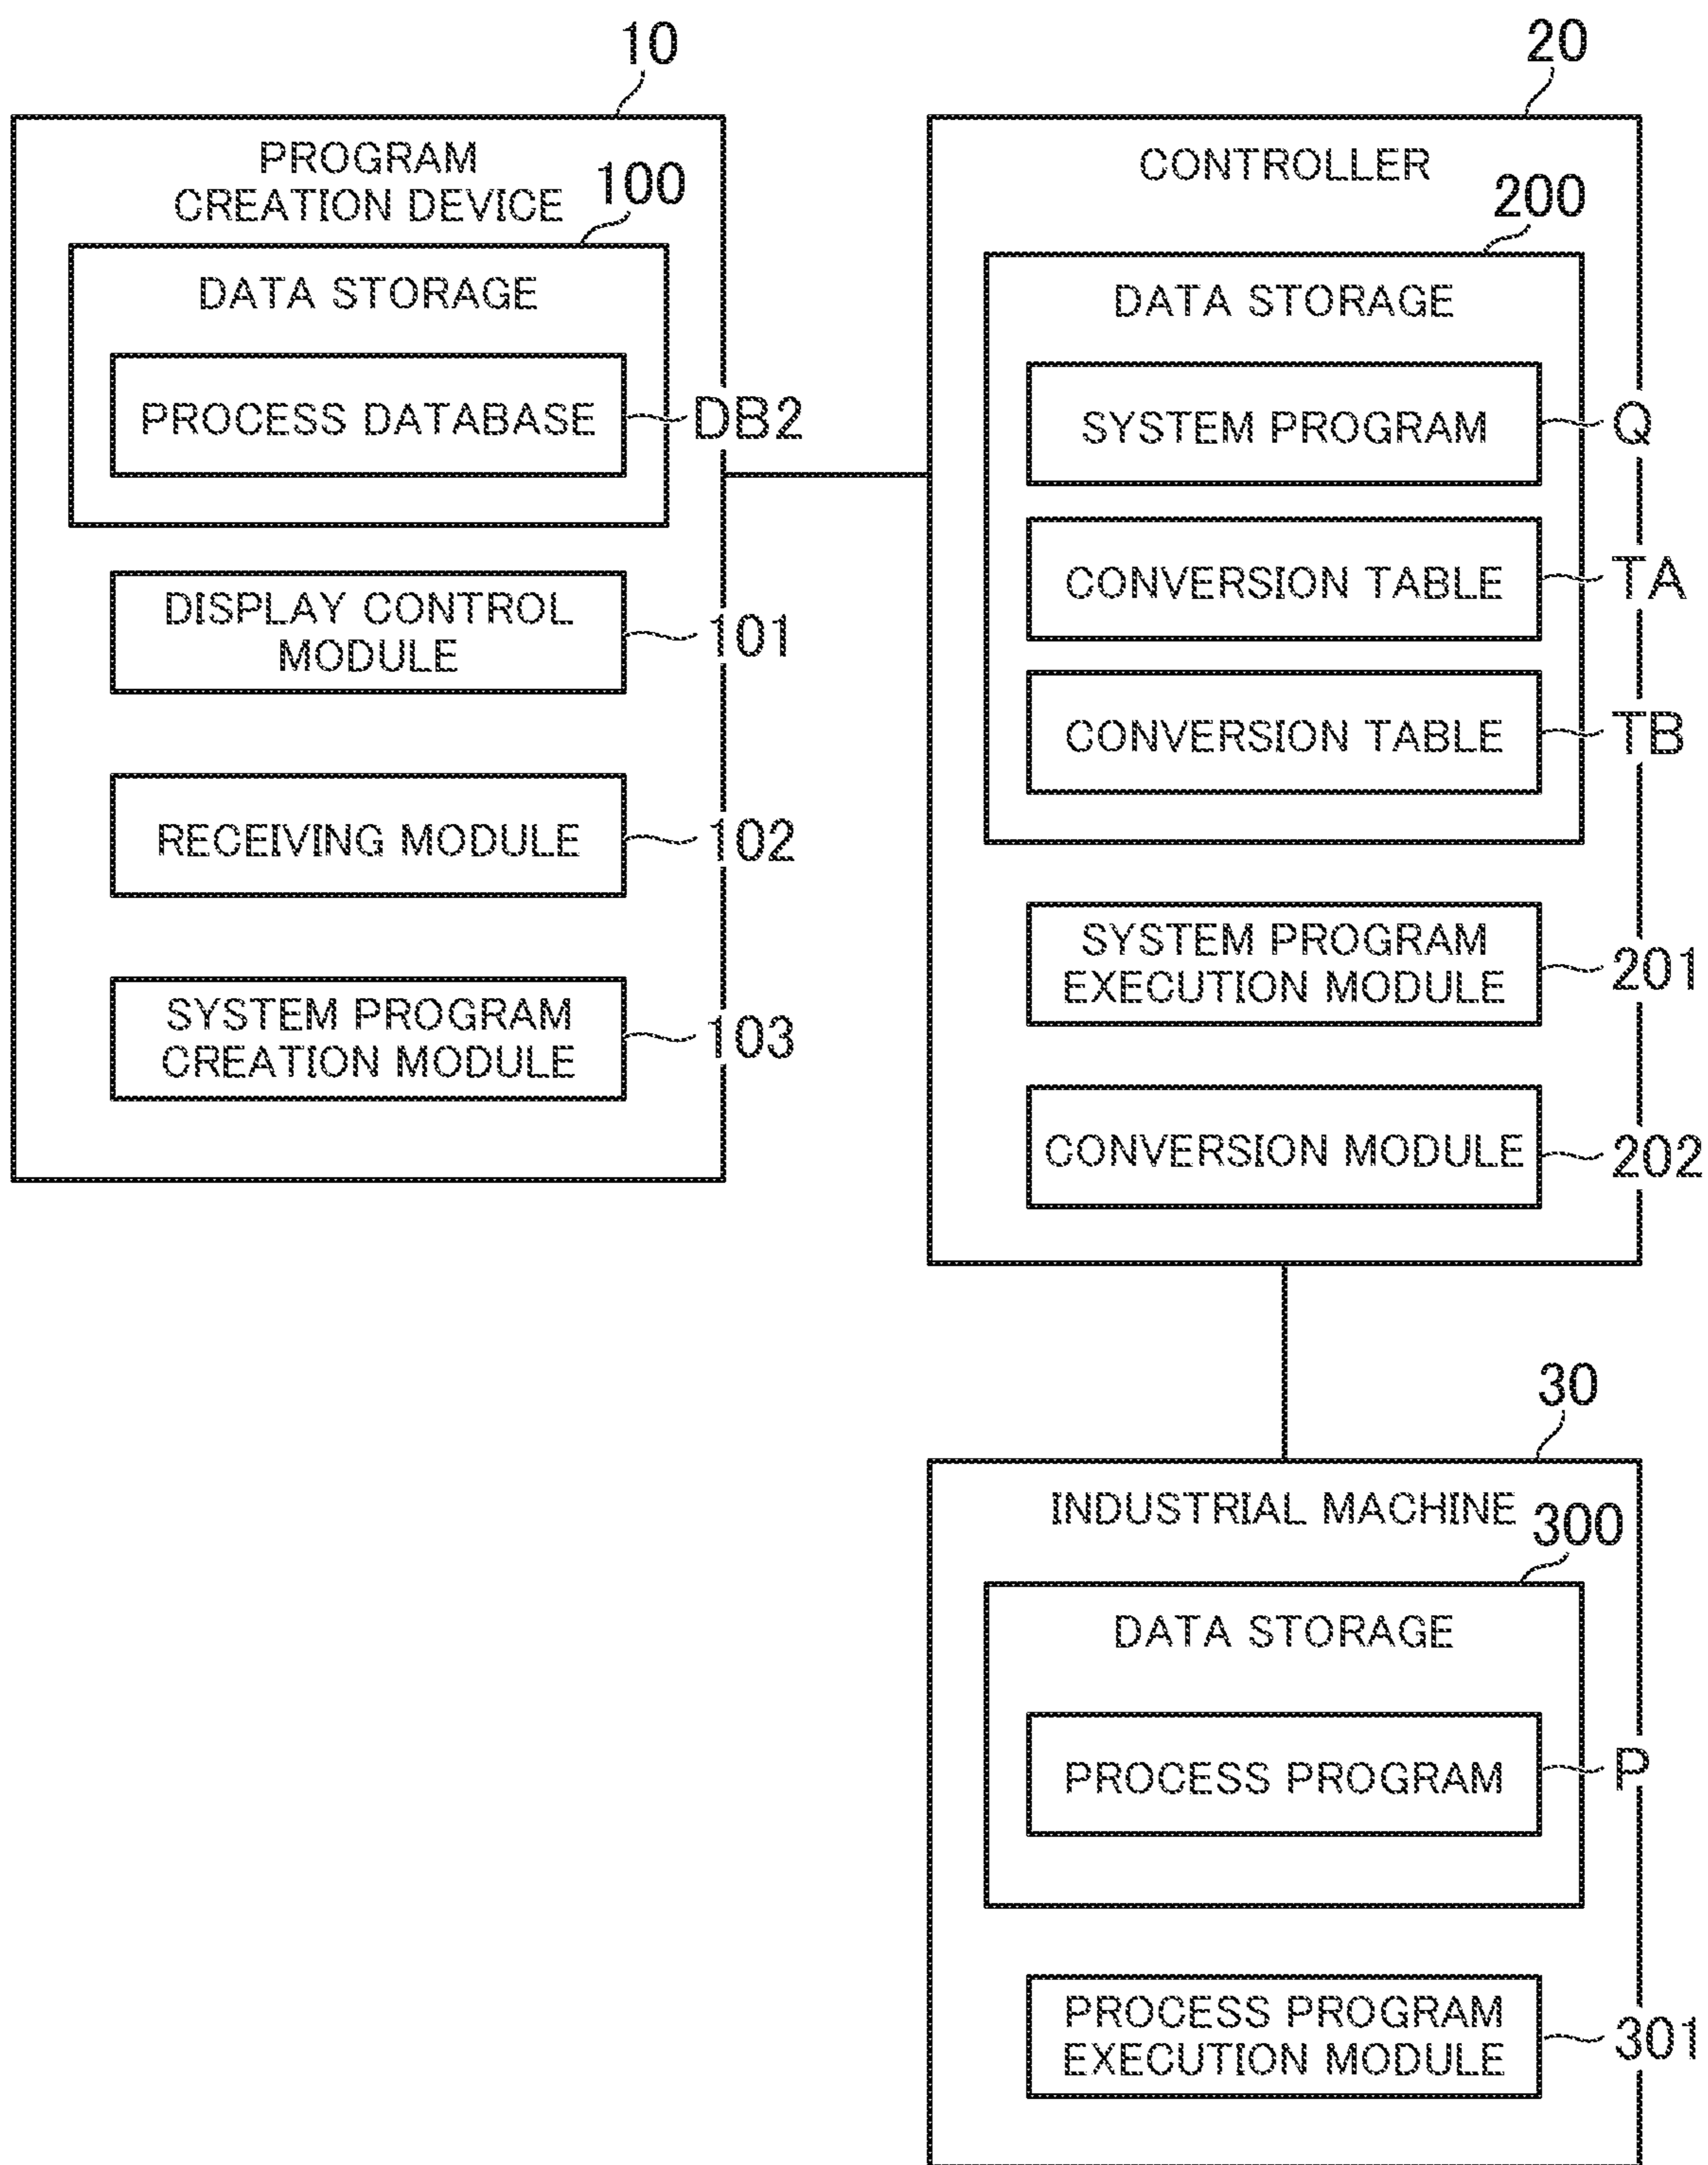 10
PROGRAM
CREATION DEVICE
100
DATA STORAGE
PROCESS DATABASE
DB2
DISPLAY CONTROL
MODULE
101
RECEIVING MODULE
102
SYSTEM PROGRAM
CREATION MODULE
103
20
CONTROLLER
200
DATA STORAGE
SYSTEM PROGRAM
Q
CONVERSION TABLE
TA
CONVERSION TABLE
TB
SYSTEM PROGRAM
EXECUTION MODULE
201
CONVERSION MODULE
202
30
INDUSTRIAL MACHINE
300
DATA STORAGE
PROCESS PROGRAM
P
PROCESS PROGRAM
EXECUTION MODULE
301